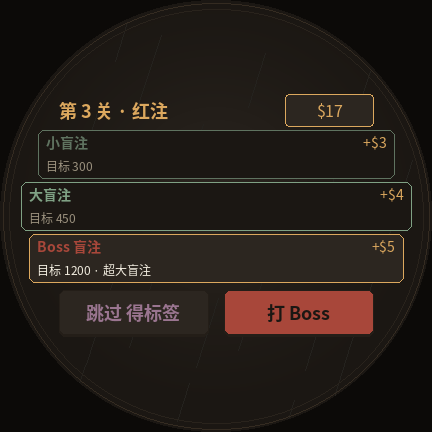 第 3 关 · 红注
$17
小盲注
+$3
目标 300
大盲注
+$4
目标 450
Boss 盲注
+$5
目标 1200 · 超大盲注
跳过 得标签
打 Boss